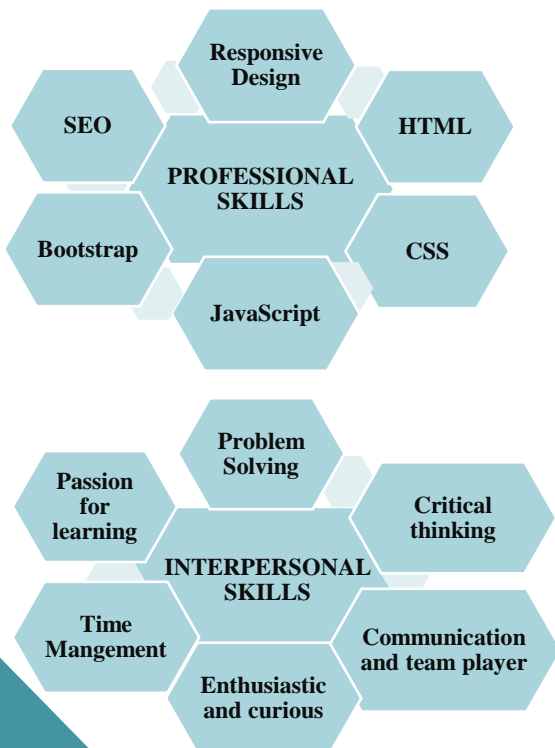 Responsive
Design
SEO
HTML
PROFESSIONAL
SKILLS
Bootstrap
CSS
JavaScript
Problem
Solving
Passion
for
learning
Critical
thinking
INTERPERSONAL
SKILLS
Time
Mangement
Communication
and team player
Enthusiastic
and curious